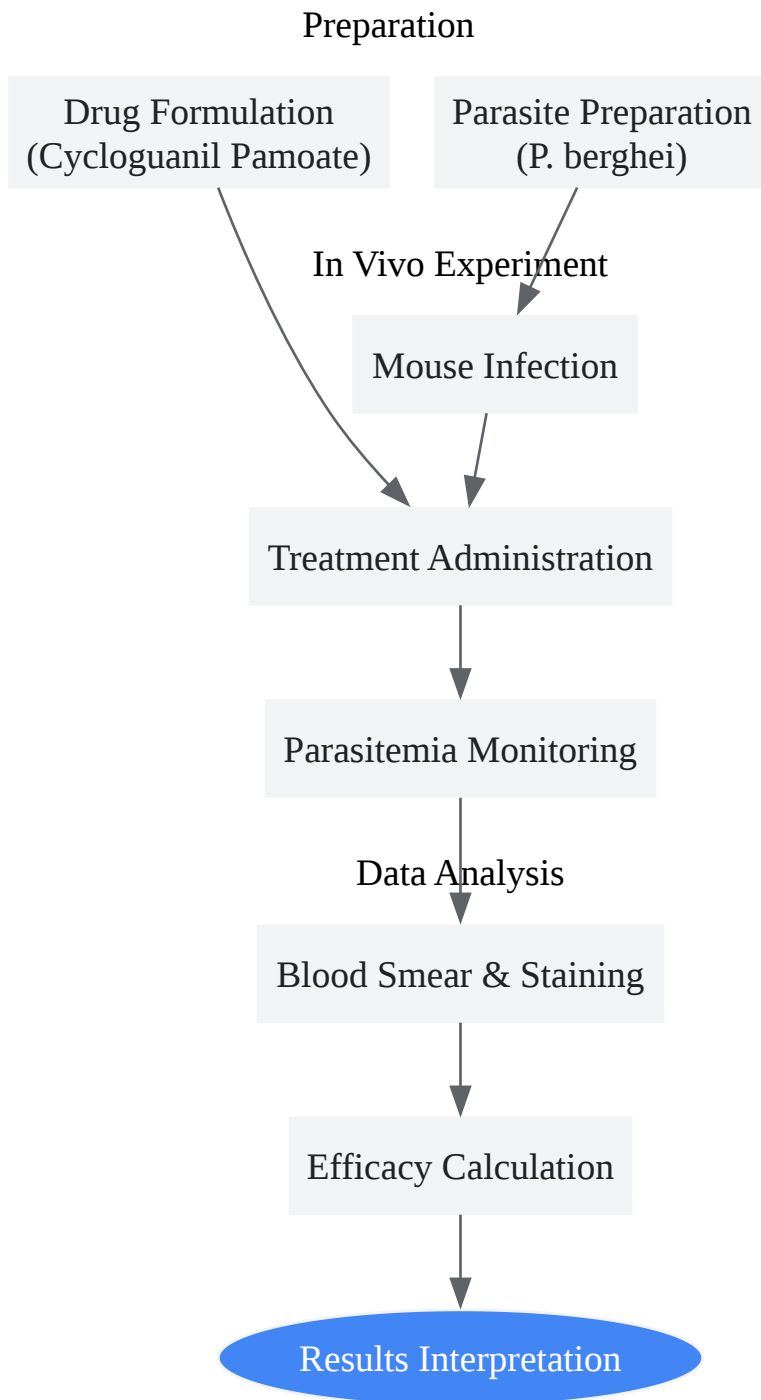 Preparation
Drug Formulation
(Cycloguanil Pamoate)
Parasite Preparation
(P. berghei)
In Vivo Experiment
Mouse Infection
Treatment Administration
Parasitemia Monitoring
Data Analysis
Blood Smear & Staining
Efficacy Calculation
Results Interpretation